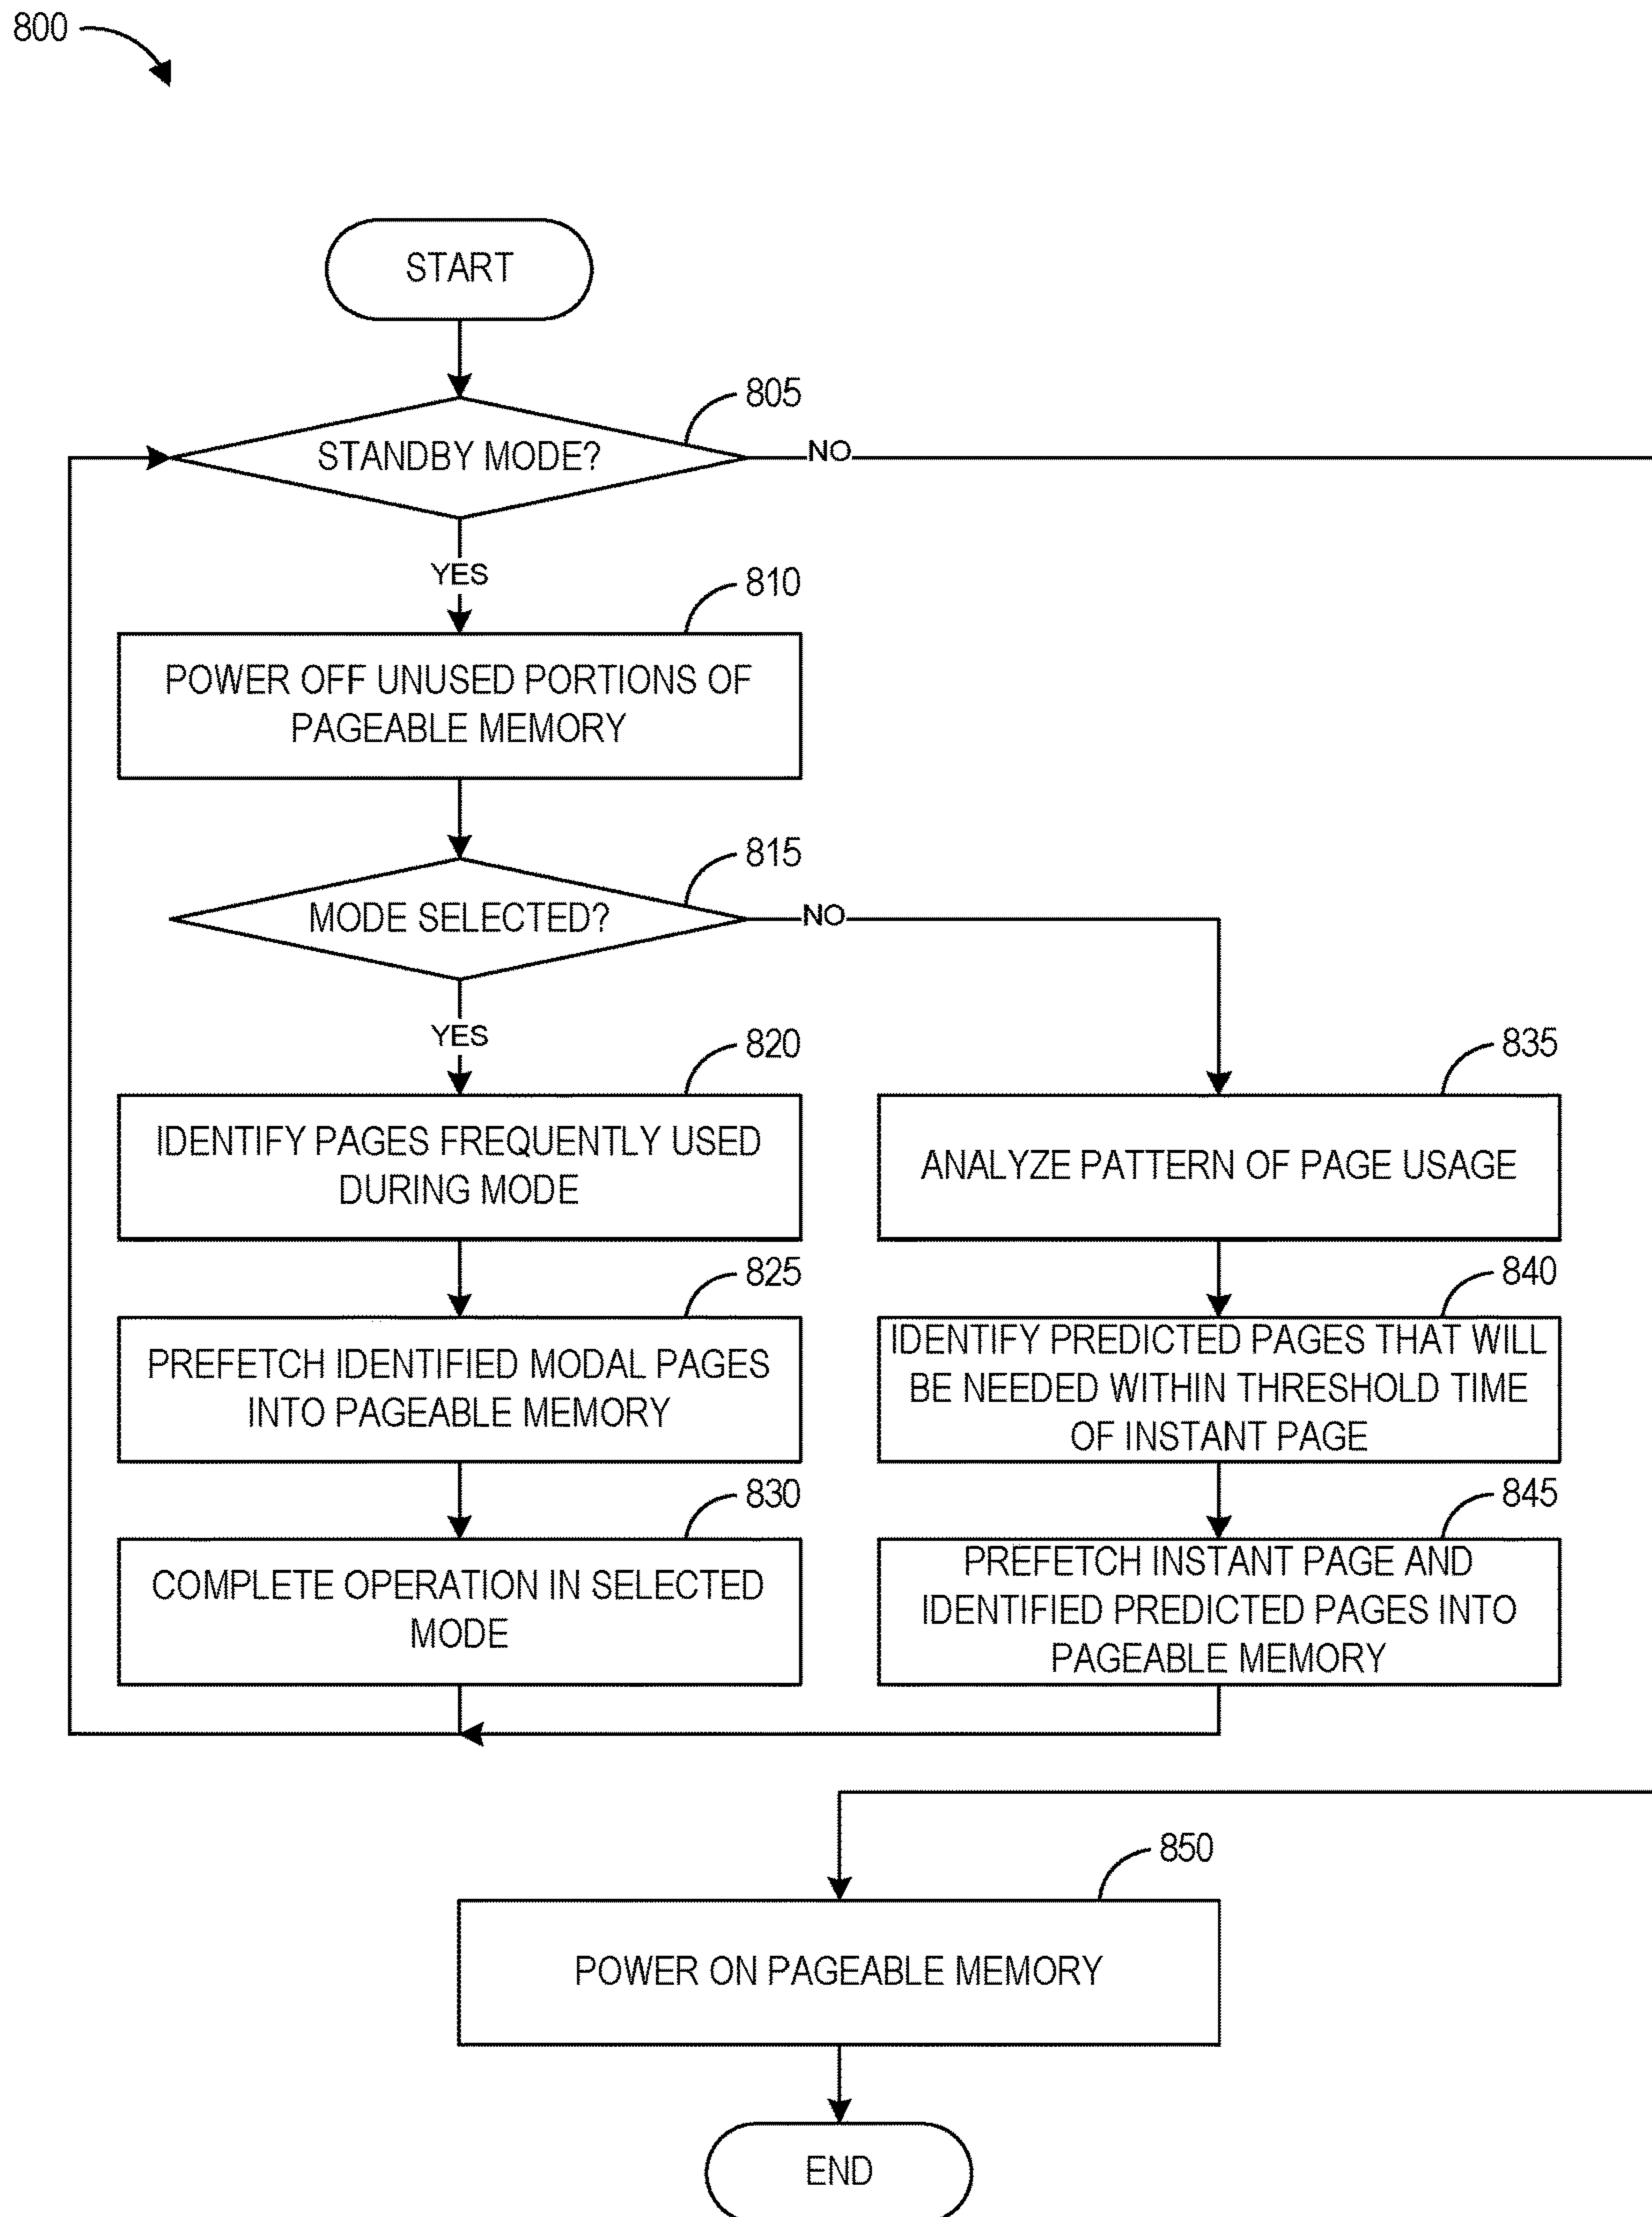 800
START
805
STANDBY MODE?
NO
YES
810
POWER OFF UNUSED PORTIONS OF
PAGEABLE MEMORY
815
MODE SELECTED?
NO
YES
820
IDENTIFY PAGES FREQUENTLY USED
DURING MODE
835
ANALYZE PATTERN OF PAGE USAGE
825
PREFETCH IDENTIFIED MODAL PAGES
INTO PAGEABLE MEMORY
840
IDENTIFY PREDICTED PAGES THAT WILL
BE NEEDED WITHIN THRESHOLD TIME
OF INSTANT PAGE
830
COMPLETE OPERATION IN SELECTED
MODE
845
PREFETCH INSTANT PAGE AND
IDENTIFIED PREDICTED PAGES INTO
PAGEABLE MEMORY
850
POWER ON PAGEABLE MEMORY
END